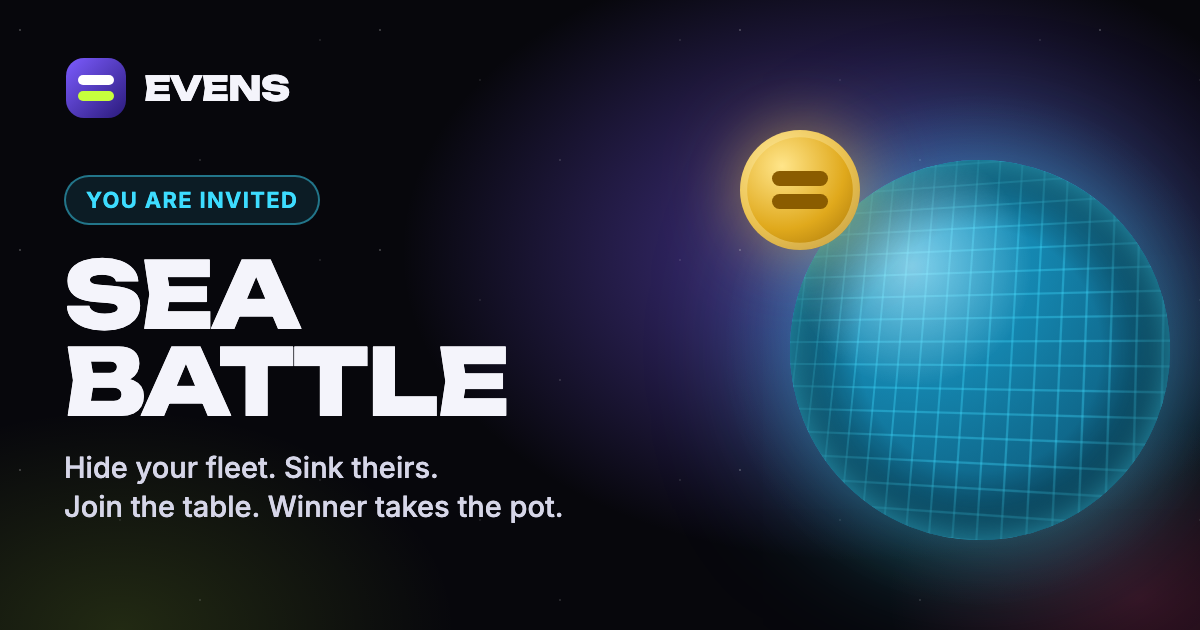 EVENS
YOU ARE INVITED
SEA
BATTLE
Hide your fleet. Sink theirs.
Join the table. Winner takes the pot.